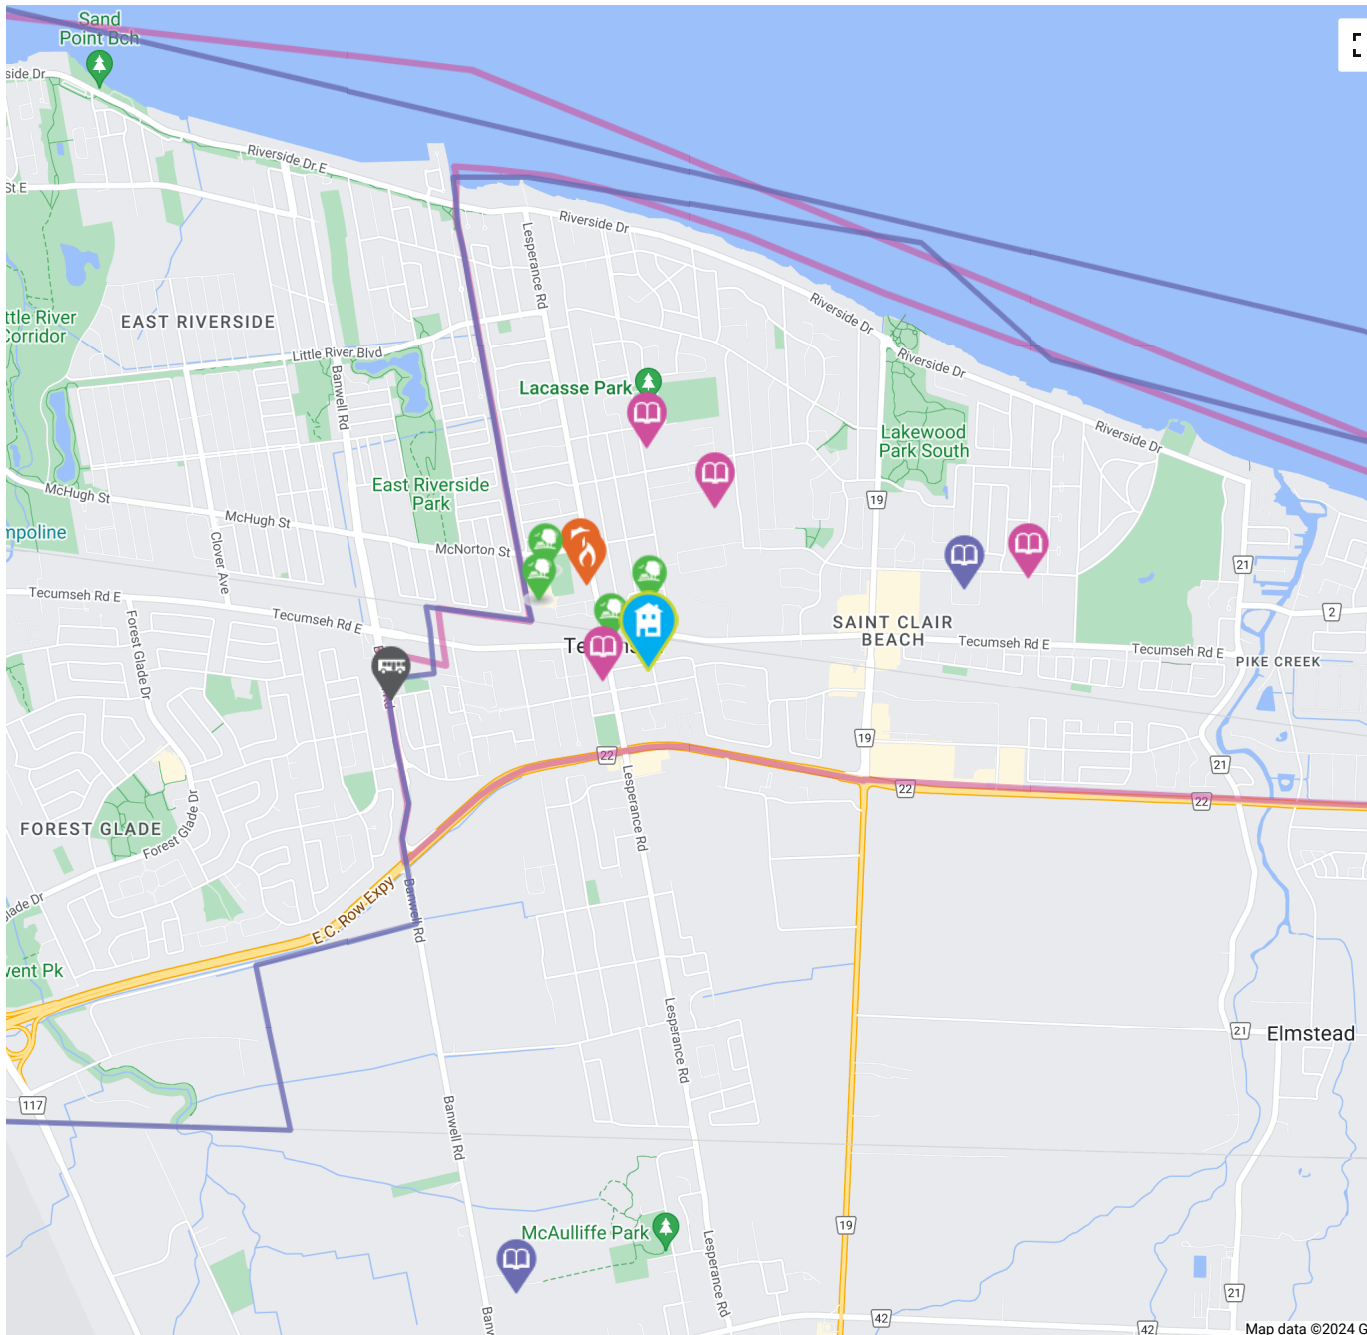 Sand
Point Bch
side Dr
Riverside Dr E
St E
Riverside Dr
Lesperance Rd
Riverside Dr
ttle River
Corridor
EAST RIVERSIDE
Little River Blvd
Banwell Rd
Riverside Dr
Lacasse Park
Lakewood
Park South
Riverside Dr
East Riverside
Park
McHugh St
19
McHugh St
mpoline
Clover Ave
McNorton St
21
Tecumseh Rd E
Tecumseh Rd E
2
SAINT CLAIR
BEACH
Tecumseh Rd E
Tecumseh Rd E
PIKE CREEK
Forest Glade Dr
Rd
19
22
21
22
22
Lesperance Rd
Forest Glade Dr
FOREST GLADE
lade Dr
E.C. Row Expy
Banwell Rd
vent Pk
Lesperance Rd
21
Elmstead
117
Banwell Rd
McAulliffe Park
19
Lesperance Rd
21
Banw
42
42
Map data ©2024 G